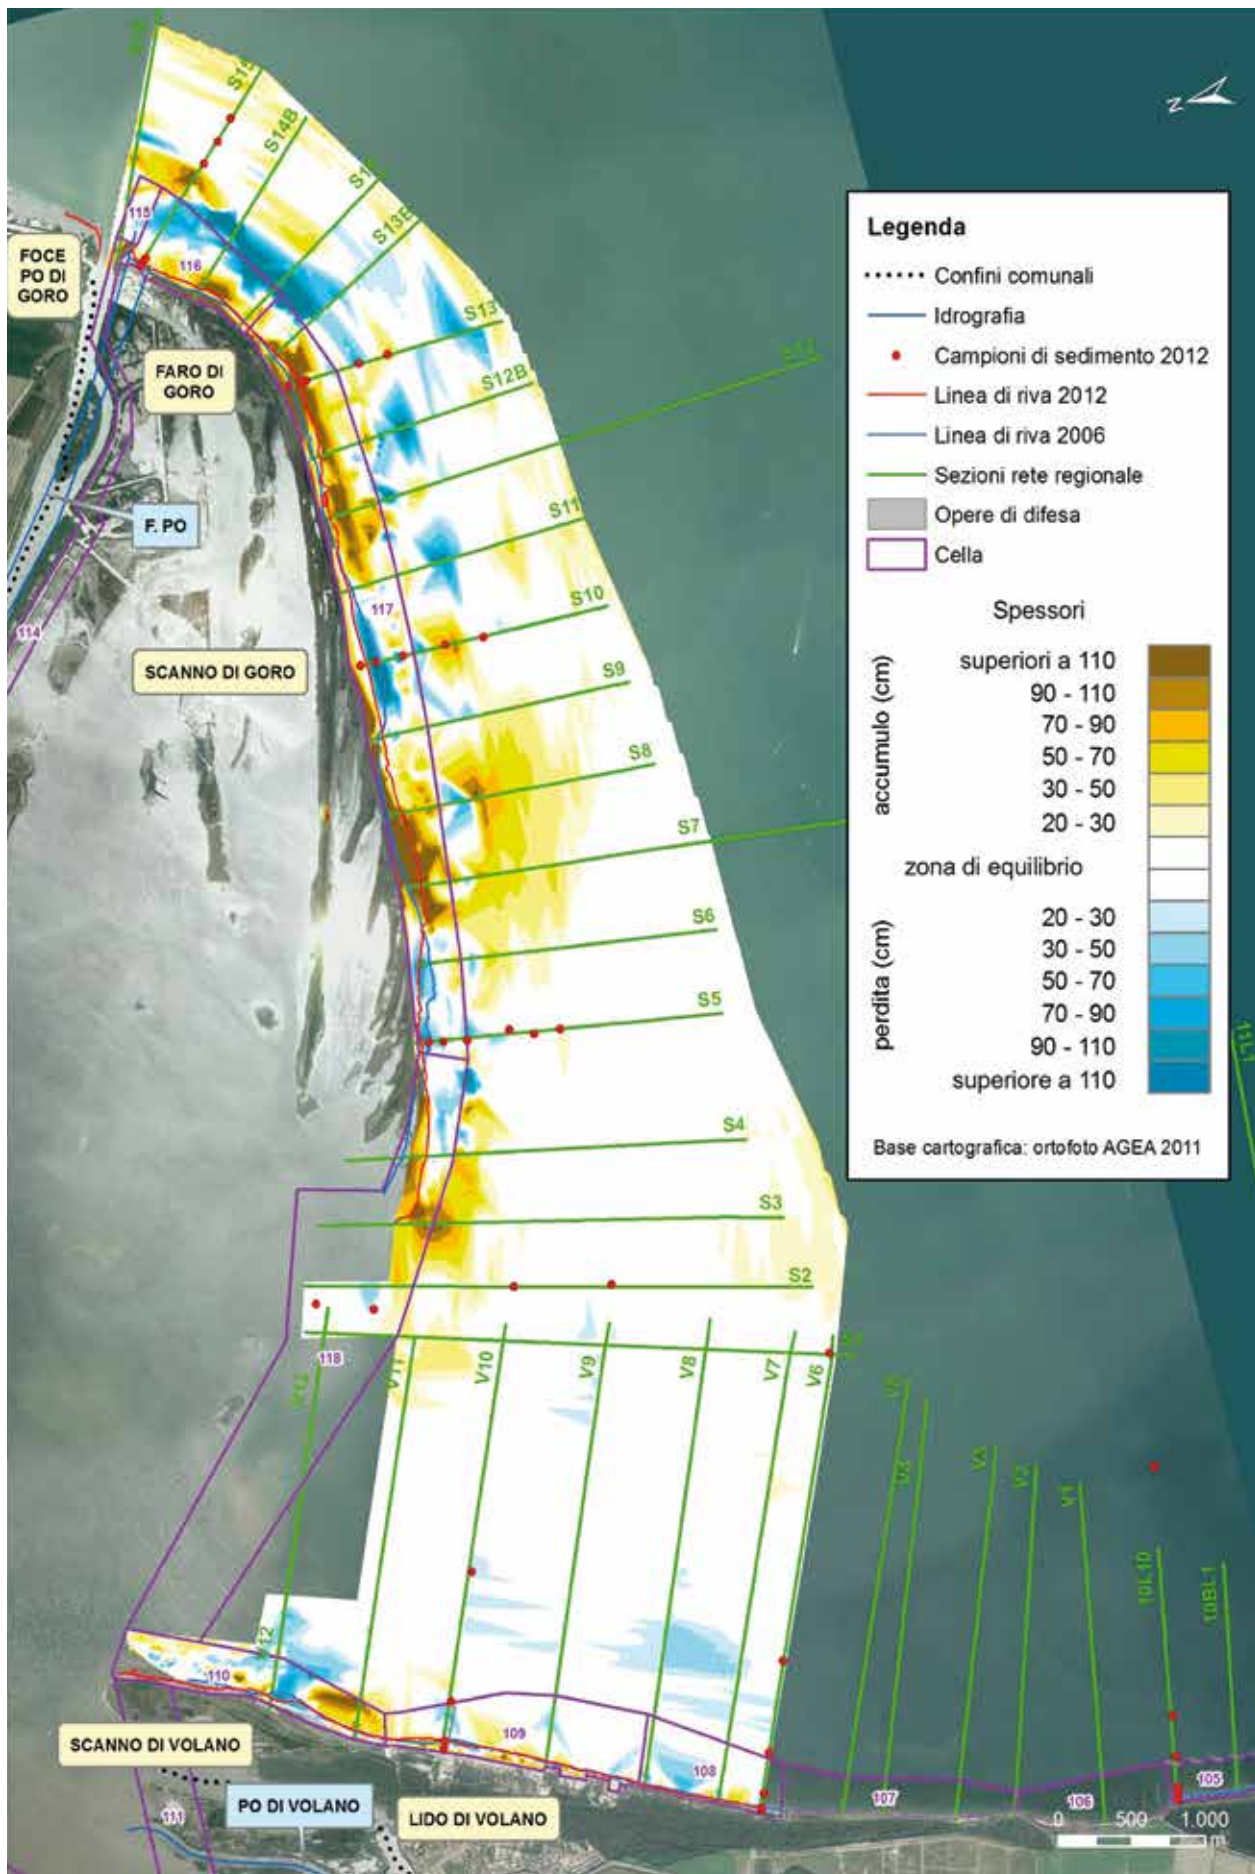 N
S15
S14B
S13B
S13
S12B
S11
S10
S9
S8
S7
S6
S5
S4
S3
S2
115
116
117
114
118
FOCE
PO DI
GORO
FARO DI
GORO
F. PO
SCANNO DI GORO
Legenda
Confini comunali
Idrografia
Campioni di sedimento 2012
Linea di riva 2012
Linea di riva 2006
Sezioni rete regionale
Opere di difesa
Cella
Spessori
accumulo (cm)
superiori a 110
90 - 110
70 - 90
50 - 70
30 - 50
20 - 30
zona di equilibrio
perdita (cm)
20 - 30
30 - 50
50 - 70
70 - 90
90 - 110
superiore a 110
Base cartografica: ortofoto AGEA 2011
11L1
V12
V11
V10
V9
V8
V7
V6
V3
V2
V1
10L10
10BL1
V12
110
109
108
107
106
105
111
SCANNO DI VOLANO
PO DI VOLANO
LIDO DI VOLANO
0 500 1.000
m